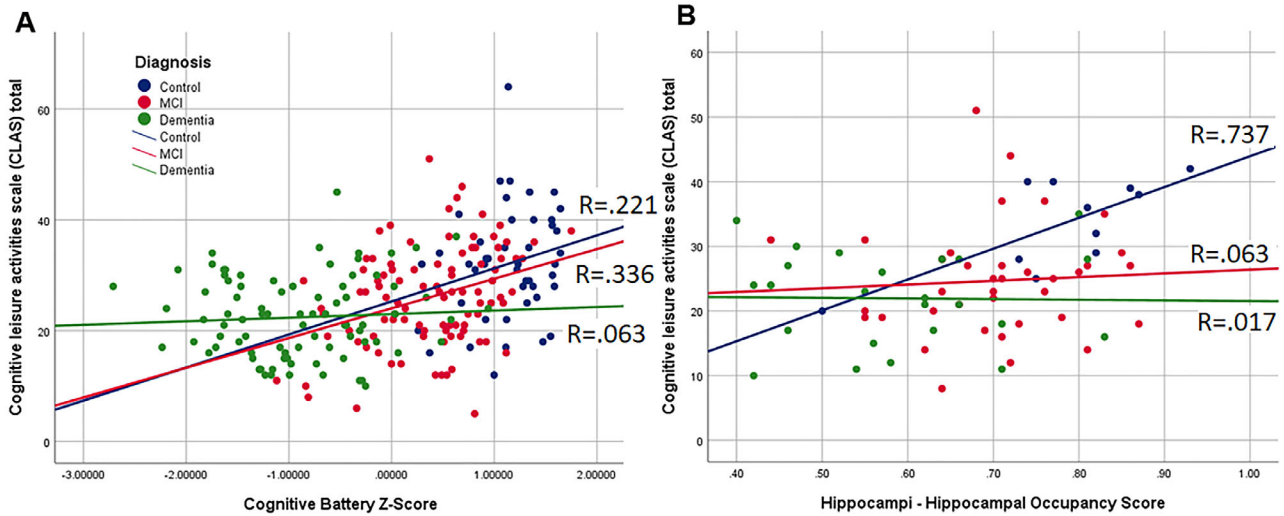 A
Cognitive leisure activities scale (CLAS) total
60
40
20
0
Diagnosis
Control
MCI
Dementia
Control
MCI
Dementia
R=.221
R=.336
R=.063
-3.00000
-2.00000
-1.00000
.00000
1.00000
2.00000
Cognitive Battery Z-Score
B
Cognitive leisure activities scale (CLAS) total
60
50
40
30
20
10
0
R=.737
R=.063
R=.017
.40
.50
.60
.70
.80
.90
1.00
Hippocampi - Hippocampal Occupancy Score